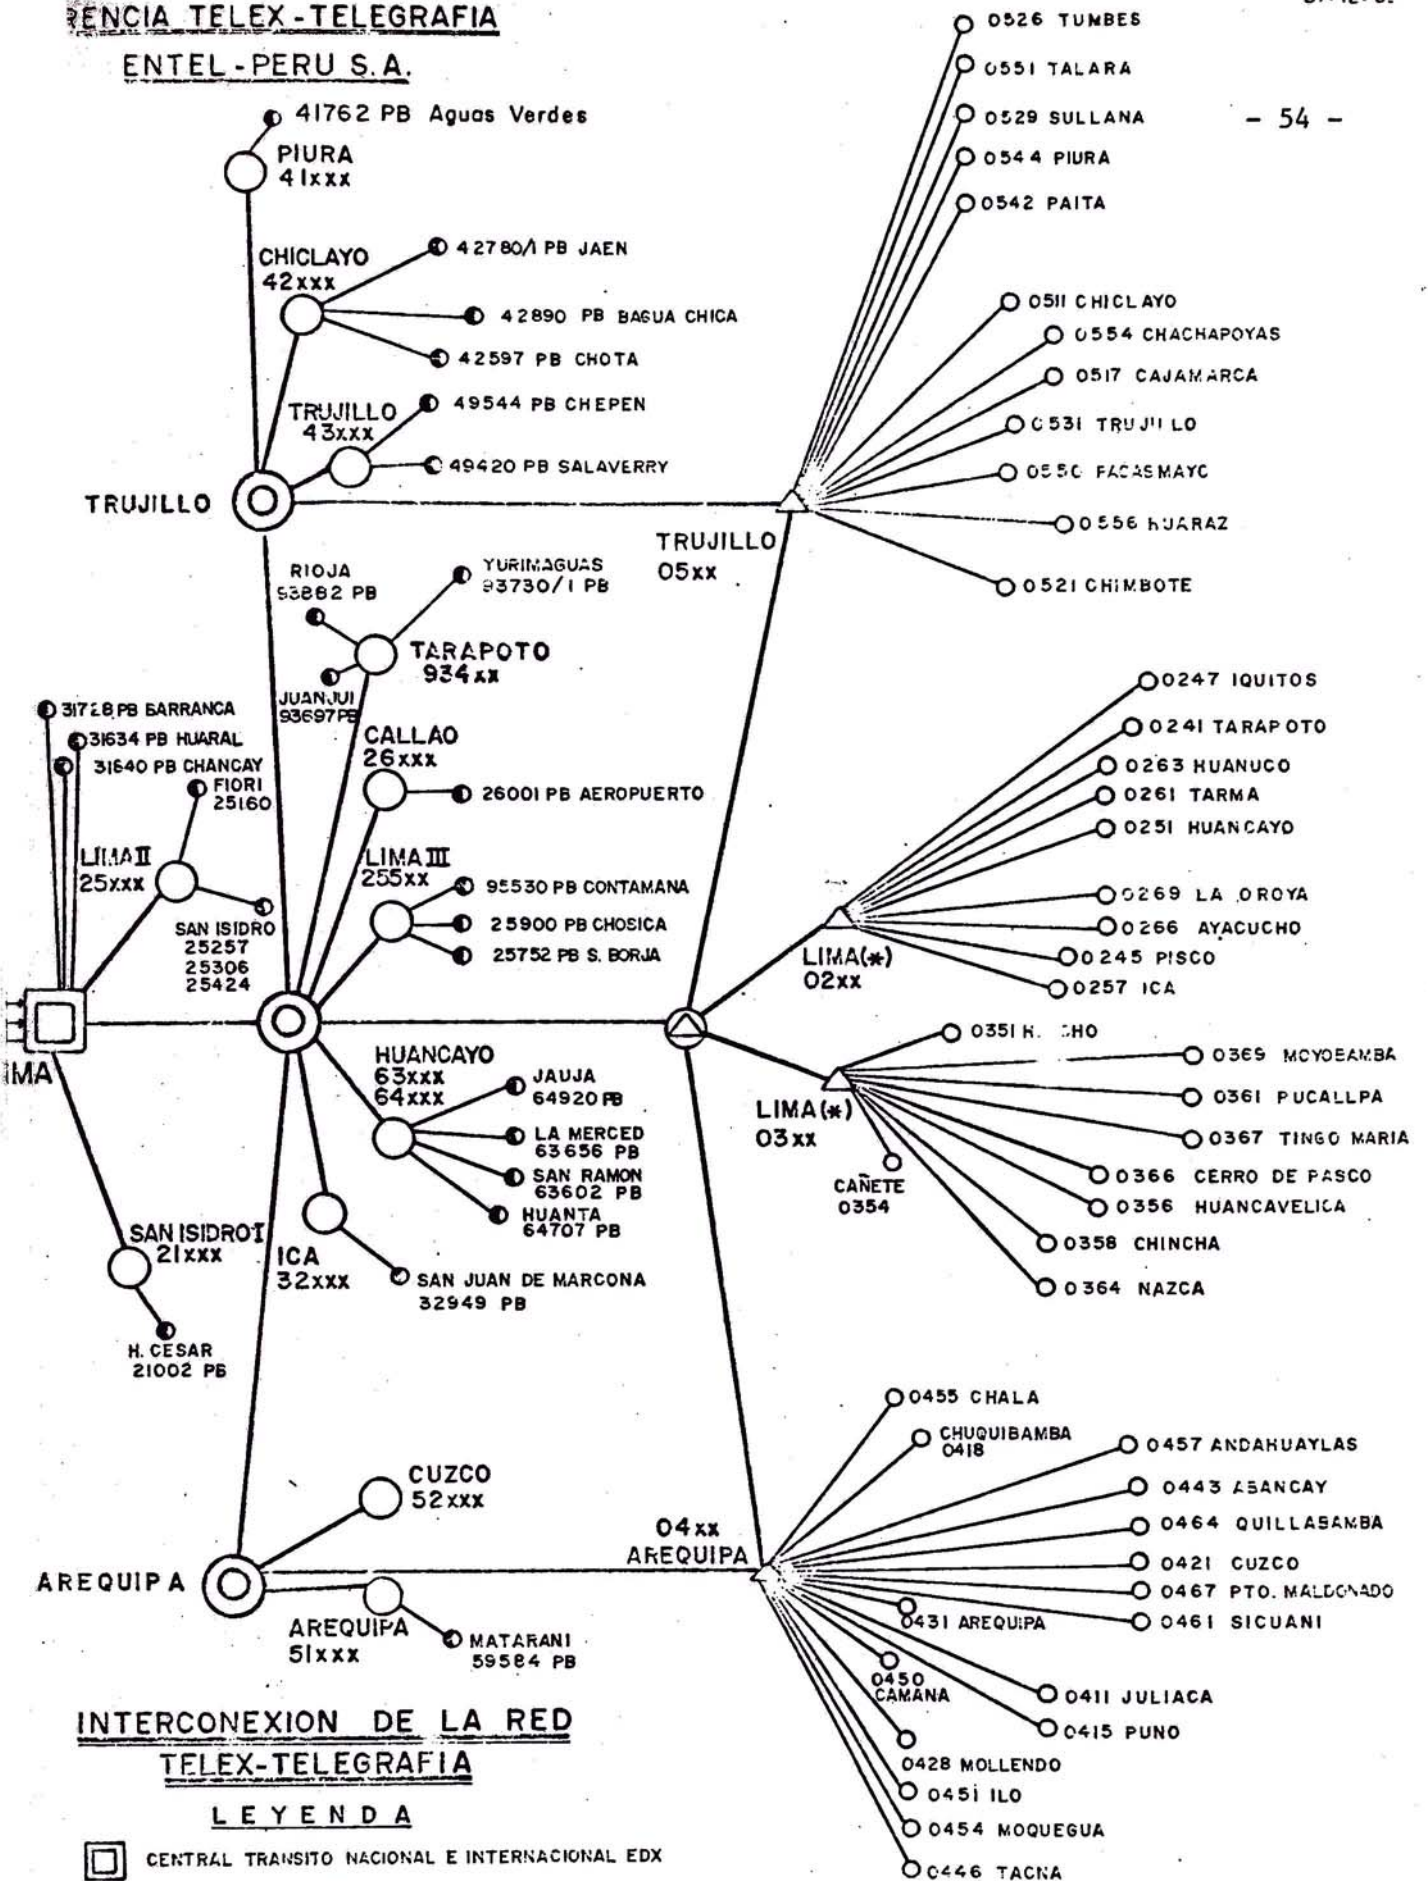 TELEX - TELEGRAFIA
ENTEL - PERU S.A.
- 54 -
41762 PB Aguas Verdes
PIURA
41xxx
CHICLAYO
42xxx
42780/1 PB JAEN
42890 PB BAGUA CHICA
42597 PB CHOTA
TRUJILLO
43xxx
49544 PB CHEPEN
49420 PB SALAVERRY
TRUJILLO
TRUJILLO
05xx
0526 TUMBES
0551 TALARA
0529 SULLANA
0544 PIURA
0542 PAITA
0511 CHICLAYO
0554 CHACHAPOYAS
0517 CAJAMARCA
0531 TRUJILLO
0556 HUARAZ
0521 CHIMBOTE
RIOJA
93882 PB
YURIMAGUAS
93730/1 PB
TARAPOTO
934xx
JUANJUI
93697 PB
31728 PB BARRANCA
31634 PB HUARAL
31640 PB CHANCAY
FIORI
25160
LIMA II
25xxx
SAN ISIDRO
25257
25306
25424
CALLAO
26xxx
26001 PB AEROPUERTO
LIMA III
255xx
95530 PB CONTAMANA
25900 PB CHOSICA
25752 PB S. BORJA
HUANCAYO
63xxx
64xxx
JAUJA
64920 PB
LA MERCED
63656 PB
SAN RAMON
63602 PB
HUANTA
64707 PB
SAN ISIDRO I
21xxx
H. CESAR
21002 PB
ICA
32xxx
SAN JUAN DE MARCONA
32949 PB
LIMA(*)
02xx
0247 IQUITOS
0241 TARAPOTO
0263 HUANUCO
0261 TARMA
0251 HUANCAYO
0269 LA OROYA
0266 AYACUCHO
0245 PISCO
0257 ICA
LIMA(*)
03xx
0351
0369 MOYOBAMBA
0361 PUCALLPA
0367 TINGO MARIA
0366 CERRO DE PASCO
0356 HUANCAVELICA
0358 CHINCHA
0364 NAZCA
CAÑETE
0354
CUZCO
52xxx
AREQUIPA
AREQUIPA
51xxx
MATARANI
59584 PB
04xx
AREQUIPA
0455 CHALA
CHUQUIBAMBA
0418
0457 ANDAHUAYLAS
0443 ABANCAY
0464 QUILLABAMBA
0421 CUZCO
0467 PTO. MALDONADO
0461 SICUANI
0431 AREQUIPA
0450
CAMANA
0411 JULIACA
0415 PUNO
0428 MOLLENDO
0451 ILO
0454 MOQUEGUA
0446 TACNA
INTERCONEXION DE LA RED
TELEX-TELEGRAFIA
LEYENDA
CENTRAL TRANSITO NACIONAL E INTERNACIONAL EDX